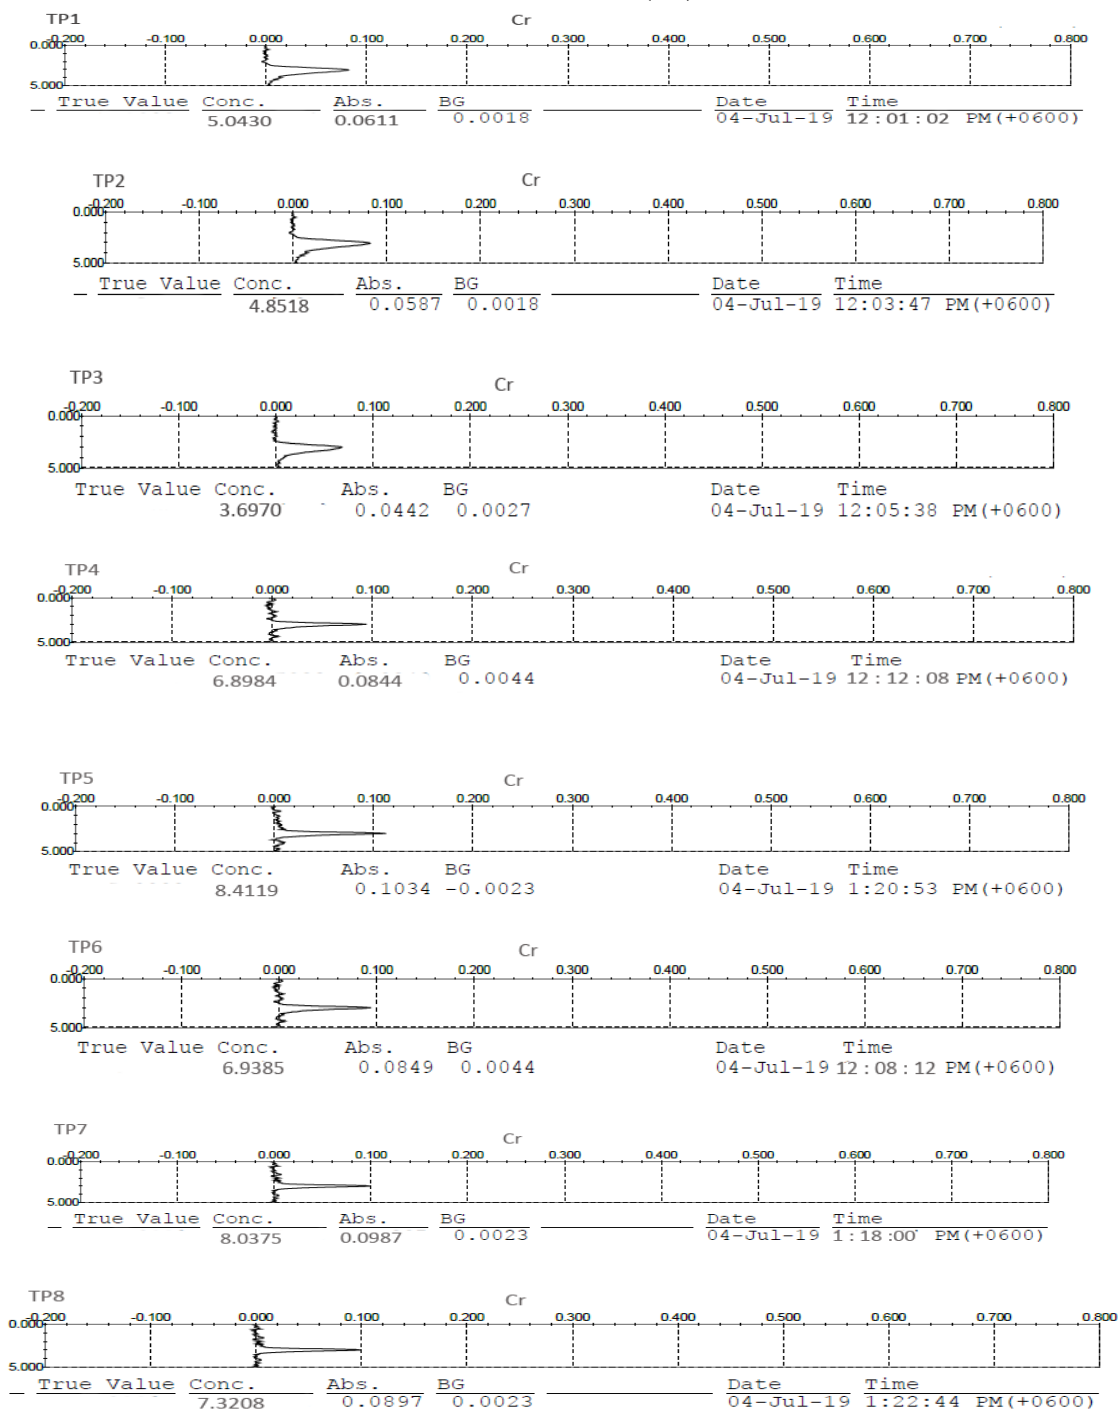 TP1 Cr
-0.200 -0.100 0.000 0.100 0.200 0.300 0.400 0.500 0.600 0.700 0.800
0.000
5.000
True Value Conc. Abs. BG Date Time
5.0430 0.0611 0.0018 04-Jul-19 12:01:02 PM(+0600)
TP2 Cr
-0.200 -0.100 0.000 0.100 0.200 0.300 0.400 0.500 0.600 0.700 0.800
0.000
5.000
True Value Conc. Abs. BG Date Time
4.8518 0.0587 0.0018 04-Jul-19 12:03:47 PM(+0600)
TP3 Cr
-0.200 -0.100 0.000 0.100 0.200 0.300 0.400 0.500 0.600 0.700 0.800
0.000
5.000
True Value Conc. Abs. BG Date Time
3.6970 0.0442 0.0027 04-Jul-19 12:05:38 PM(+0600)
TP4 Cr
-0.200 -0.100 0.000 0.100 0.200 0.300 0.400 0.500 0.600 0.700 0.800
0.000
5.000
True Value Conc. Abs. BG Date Time
6.8984 0.0844 0.0044 04-Jul-19 12:12:08 PM(+0600)
TP5 Cr
-0.200 -0.100 0.000 0.100 0.200 0.300 0.400 0.500 0.600 0.700 0.800
0.000
5.000
True Value Conc. Abs. BG Date Time
8.4119 0.1034 -0.0023 04-Jul-19 1:20:53 PM(+0600)
TP6 Cr
-0.200 -0.100 0.000 0.100 0.200 0.300 0.400 0.500 0.600 0.700 0.800
0.000
5.000
True Value Conc. Abs. BG Date Time
6.9385 0.0849 0.0044 04-Jul-19 12:08:12 PM(+0600)
TP7 Cr
-0.200 -0.100 0.000 0.100 0.200 0.300 0.400 0.500 0.600 0.700 0.800
0.000
5.000
True Value Conc. Abs. BG Date Time
8.0375 0.0987 0.0023 04-Jul-19 1:18:00 PM(+0600)
TP8 Cr
-0.200 -0.100 0.000 0.100 0.200 0.300 0.400 0.500 0.600 0.700 0.800
0.000
5.000
True Value Conc. Abs. BG Date Time
7.3208 0.0897 0.0023 04-Jul-19 1:22:44 PM(+0600)